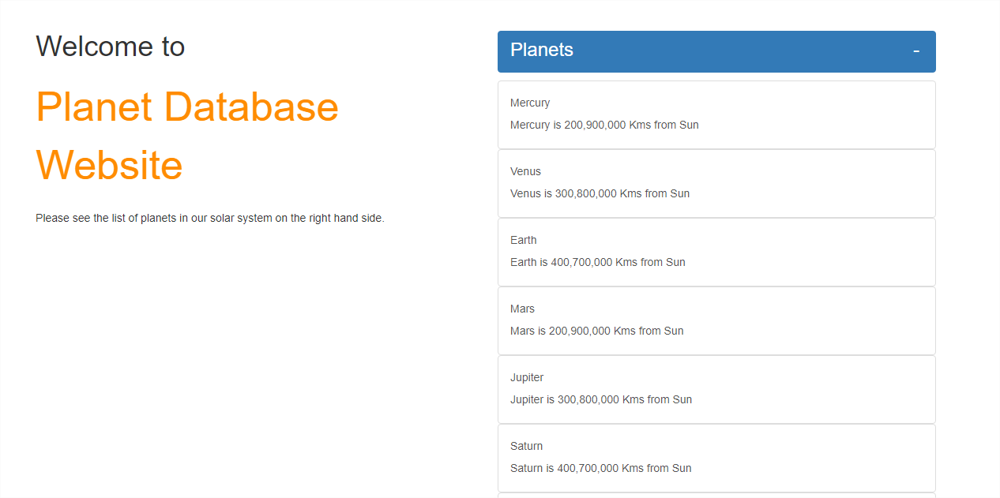 Welcome to
Planet Database
Website
Please see the list of planets in our solar system on the right hand side.
Planets -
Mercury
Mercury is 200,900,000 Kms from Sun
Venus
Venus is 300,800,000 Kms from Sun
Earth
Earth is 400,700,000 Kms from Sun
Mars
Mars is 200,900,000 Kms from Sun
Jupiter
Jupiter is 300,800,000 Kms from Sun
Saturn
Saturn is 400,700,000 Kms from Sun